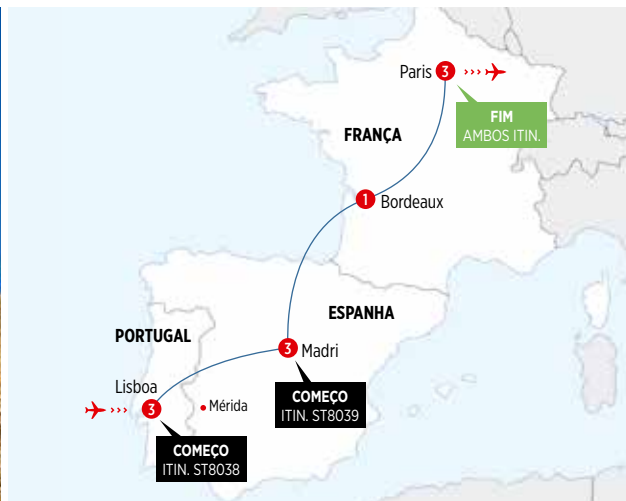 Paris 3
FIM
AMBOS ITIN.
FRANÇA
1 Bordeaux
ESPANHA
PORTUGAL
3 Madri
Lisboa
3
Mérida
COMEÇO
ITIN. ST8039
COMEÇO
ITIN. ST8038